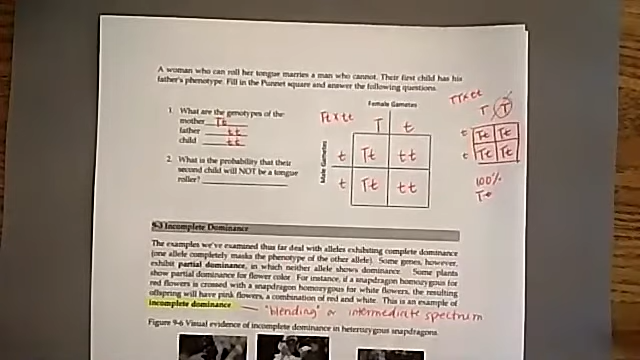 A woman who can roll her tongue marries a man who cannot. Their first child has his
father's phenotype. Fill in the Punnet square and answer the following questions.
1. What are the genotypes of the
mother Tt
father tt
child tt
2. What is the probability that their
second child will NOT be a tongue
roller?
Tt x tt
Female Gametes
T t
Male Gametes
t Tt tt
t Tt tt
TT x tt
T T
t Tt Tt
t Tt Tt
100%
Tt
9-3 Incomplete Dominance
The examples we've examined thus far deal with alleles exhibiting complete dominance
(one allele completely masks the phenotype of the other allele). Some genes, however,
exhibit partial dominance, in which neither allele shows dominance. Some plants
show partial dominance for flower color. For instance, if a snapdragon homozygous for
red flowers is crossed with a snapdragon homozygous for white flowers, the resulting
offspring will have pink flowers, a combination of red and white. This is an example of
incomplete dominance — "blending" or intermediate spectrum
Figure 9-6 Visual evidence of incomplete dominance in heterozygous snapdragons.